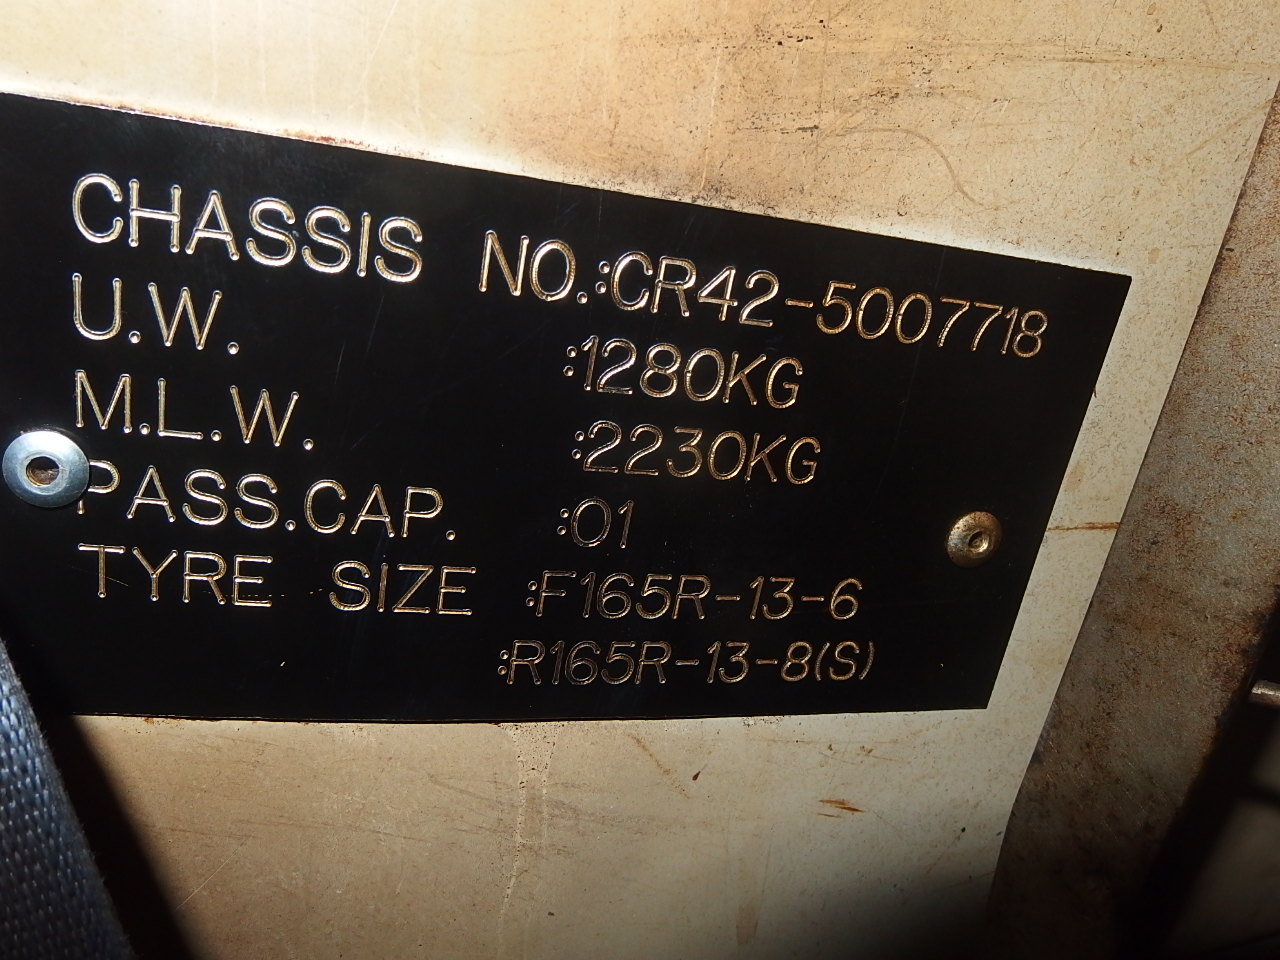 CHASSIS NO.:CR42-5007718
U.W. :1280KG
M.L.W. :2230KG
PASS.CAP. :01
TYRE SIZE :F165R-13-6
:R165R-13-8(S)